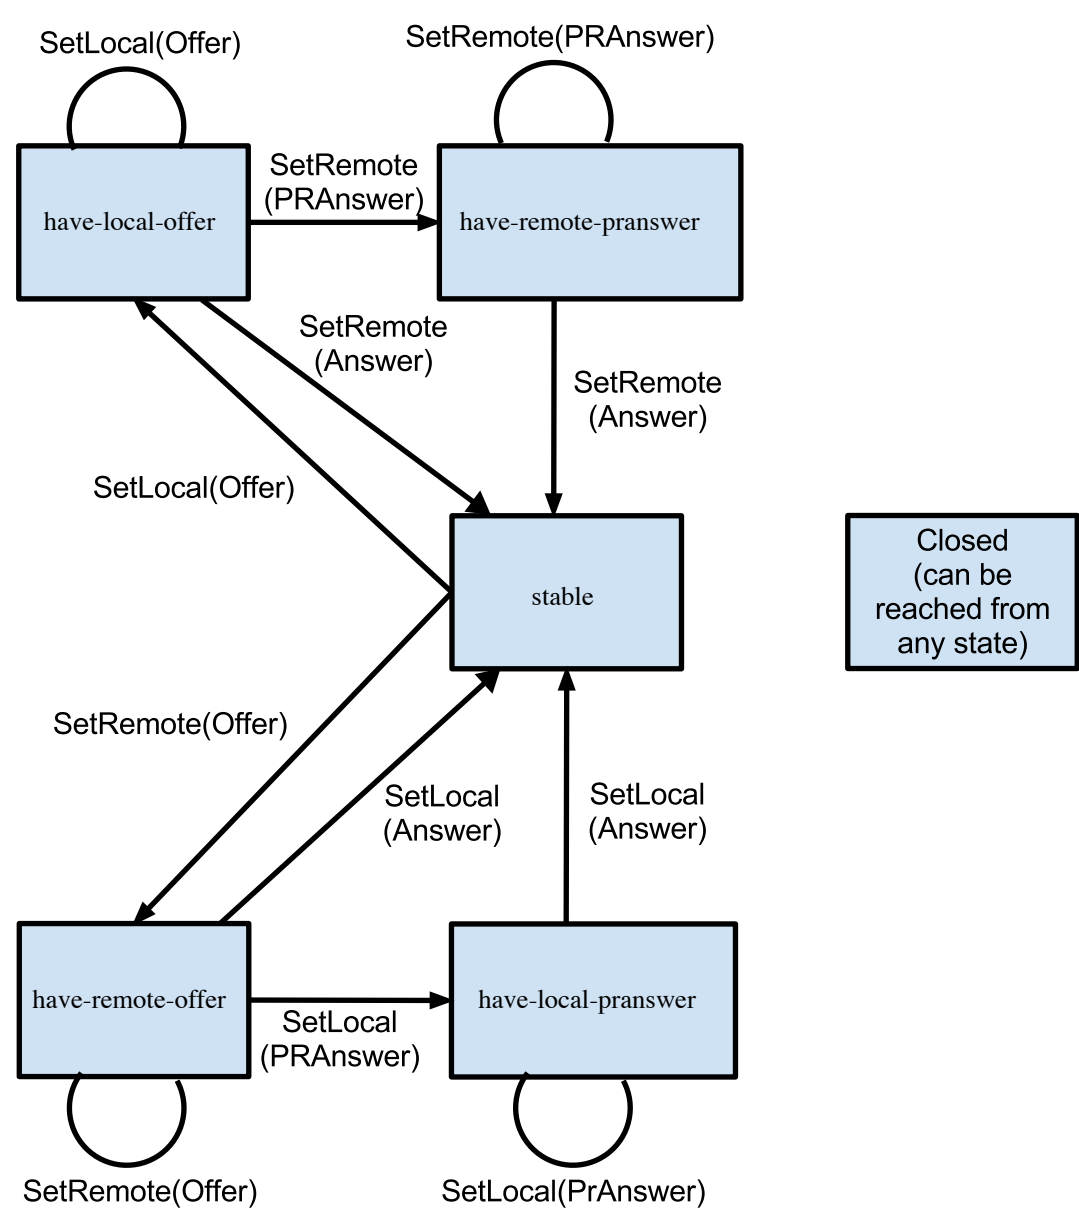 SetLocal(Offer)
SetRemote(PRAnswer)
SetRemote
(PRAnswer)
have-local-offer
have-remote-pranswer
SetRemote
(Answer)
SetRemote
(Answer)
SetLocal(Offer)
stable
Closed
(can be
reached from
any state)
SetRemote(Offer)
SetLocal
(Answer)
SetLocal
(Answer)
have-remote-offer
have-local-pranswer
SetLocal
(PRAnswer)
SetRemote(Offer)
SetLocal(PrAnswer)